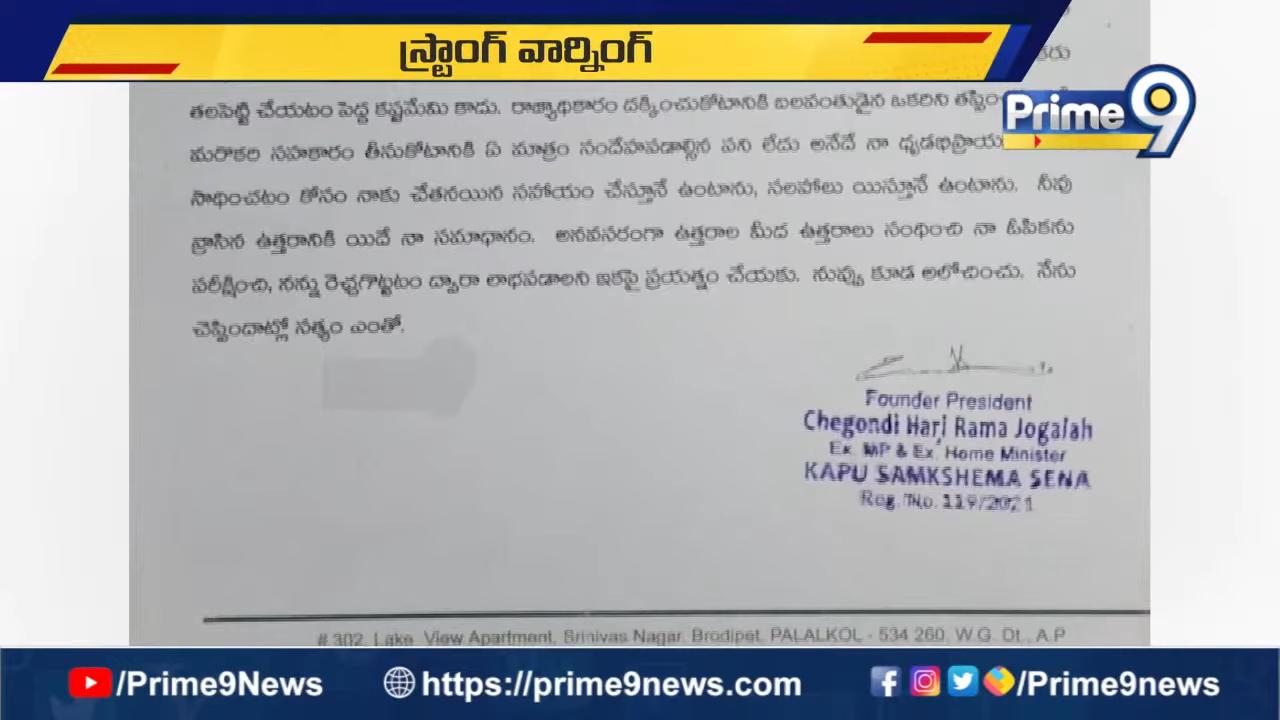 స్ట్రాంగ్ వార్నింగ్
Prime9
తలపెట్టి చేయటం పెద్ద కష్టమేమి కాదు. రాజ్యాధికారం దక్కించుకోటానికి బలవంతుడైన ఒకరిని
మరొకరి సహకారం తీసుకోటానికి ఏ మాత్రం సందేహపడాల్సిన పని లేదు అనేదే నా
సాధించటం కోసం నాకు చేతనయిన సహాయం చేస్తూనే ఉంటాను, సలహాలు యిస్తూనే ఉంటాను. నీవు
వ్రాసిన ఉత్తరానికి యిదే నా సమాధానం. అనవసరంగా ఉత్తరాల మీద ఉత్తరాలు సంధించి నా ఓపికను
పరీక్షించి, నన్ను రెచ్చగొట్టటం ద్వారా లాభపడాలని ఇకపై ప్రయత్నం చేయకు. నువ్వు కూడ ఆలోచించు. నేను
చెప్పిందాట్లో సత్యం ఎంతో.
Founder President
Chegondi Hari Rama Jogaiah
Ex. MP & Ex. Home Minister
KAPU SAMKSHEMA SENA
Reg. No. 119/2021
# 302, Lake View Apartment, Srinivas Nagar, Brodipet, PALALKOL - 534 260, W.G. Dt., A.P
/Prime9News https://prime9news.com /Prime9news